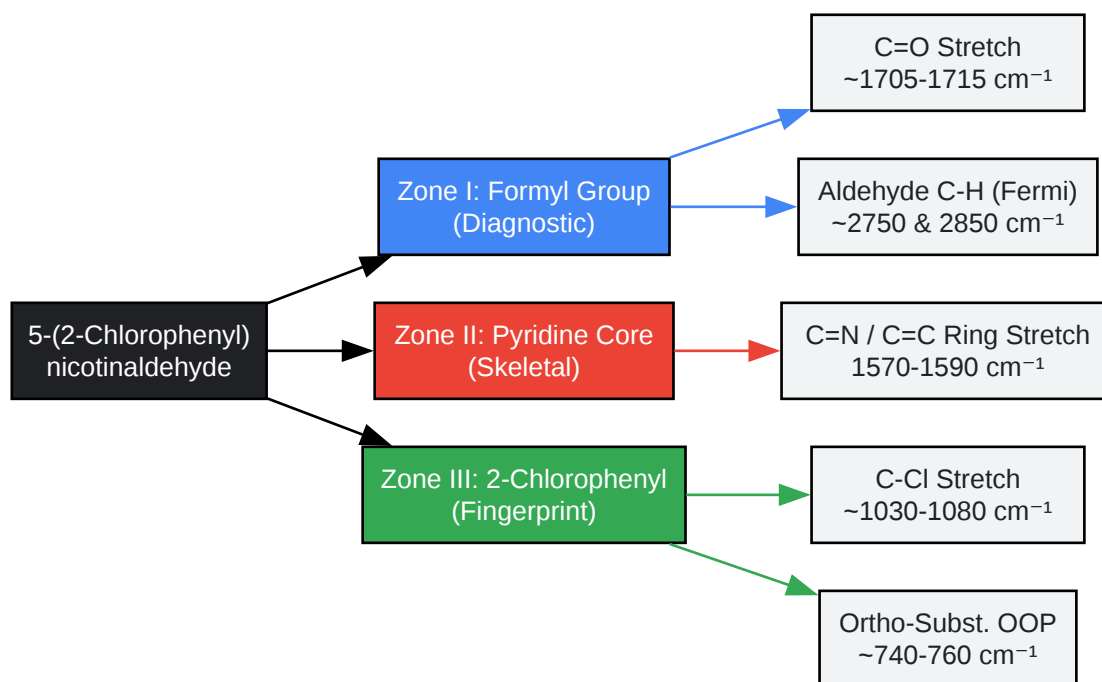 5-(2-Chlorophenyl)
nicotinaldehyde
Zone I: Formyl Group
(Diagnostic)
Zone II: Pyridine Core
(Skeletal)
Zone III: 2-Chlorophenyl
(Fingerprint)
C=O Stretch
~1705-1715 cm⁻¹
Aldehyde C-H (Fermi)
~2750 & 2850 cm⁻¹
C=N / C=C Ring Stretch
1570-1590 cm⁻¹
C-Cl Stretch
~1030-1080 cm⁻¹
Ortho-Subst. OOP
~740-760 cm⁻¹